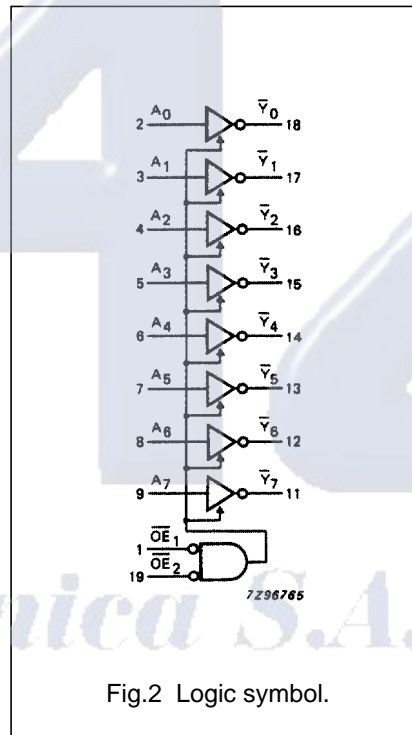 2 A0 Y̅0 18
3 A1 Y̅1 17
4 A2 Y̅2 16
5 A3 Y̅3 15
6 A4 Y̅4 14
7 A5 Y̅5 13
8 A6 Y̅6 12
9 A7 Y̅7 11
1 O̅E̅1
19 O̅E̅2
7Z96765
nica S.A.
Fig.2 Logic symbol.